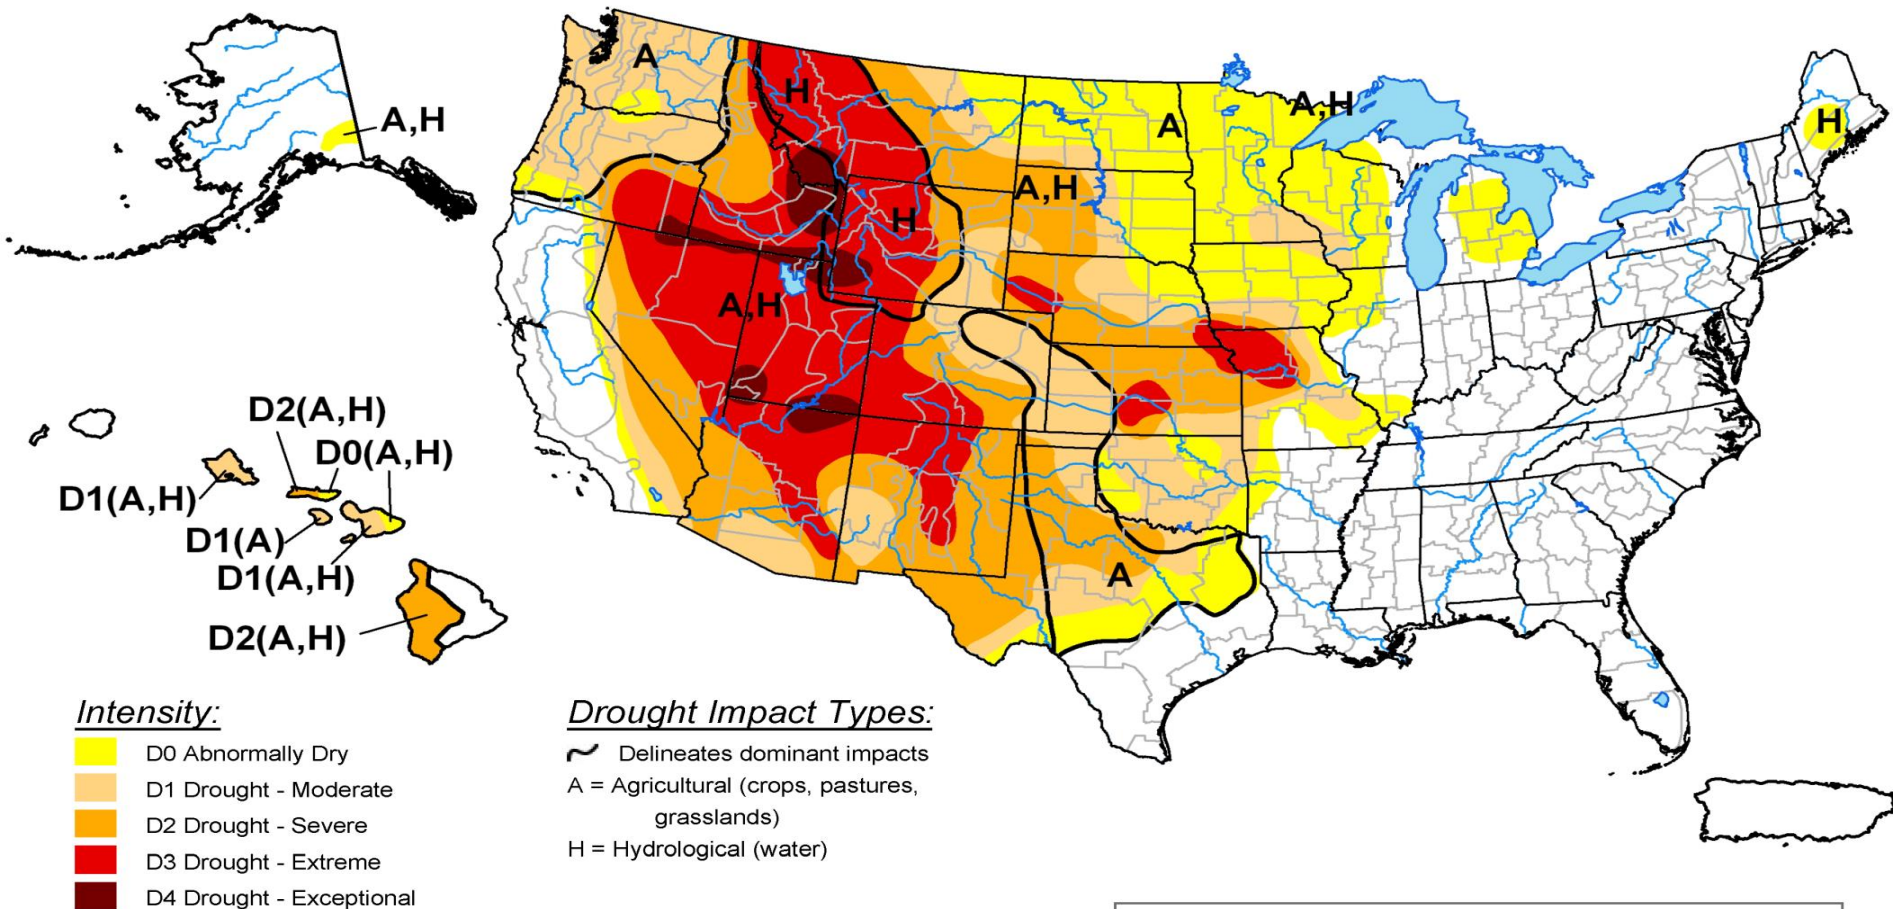 A
H
A,H
A
A,H
H
A,H
A,H
H
A,H
A
D2(A,H)
D0(A,H)
D1(A,H)
D1(A)
D1(A,H)
D2(A,H)
Intensity:
D0 Abnormally Dry
D1 Drought - Moderate
D2 Drought - Severe
D3 Drought - Extreme
D4 Drought - Exceptional
Drought Impact Types:
Delineates dominant impacts
A = Agricultural (crops, pastures,
grasslands)
H = Hydrological (water)